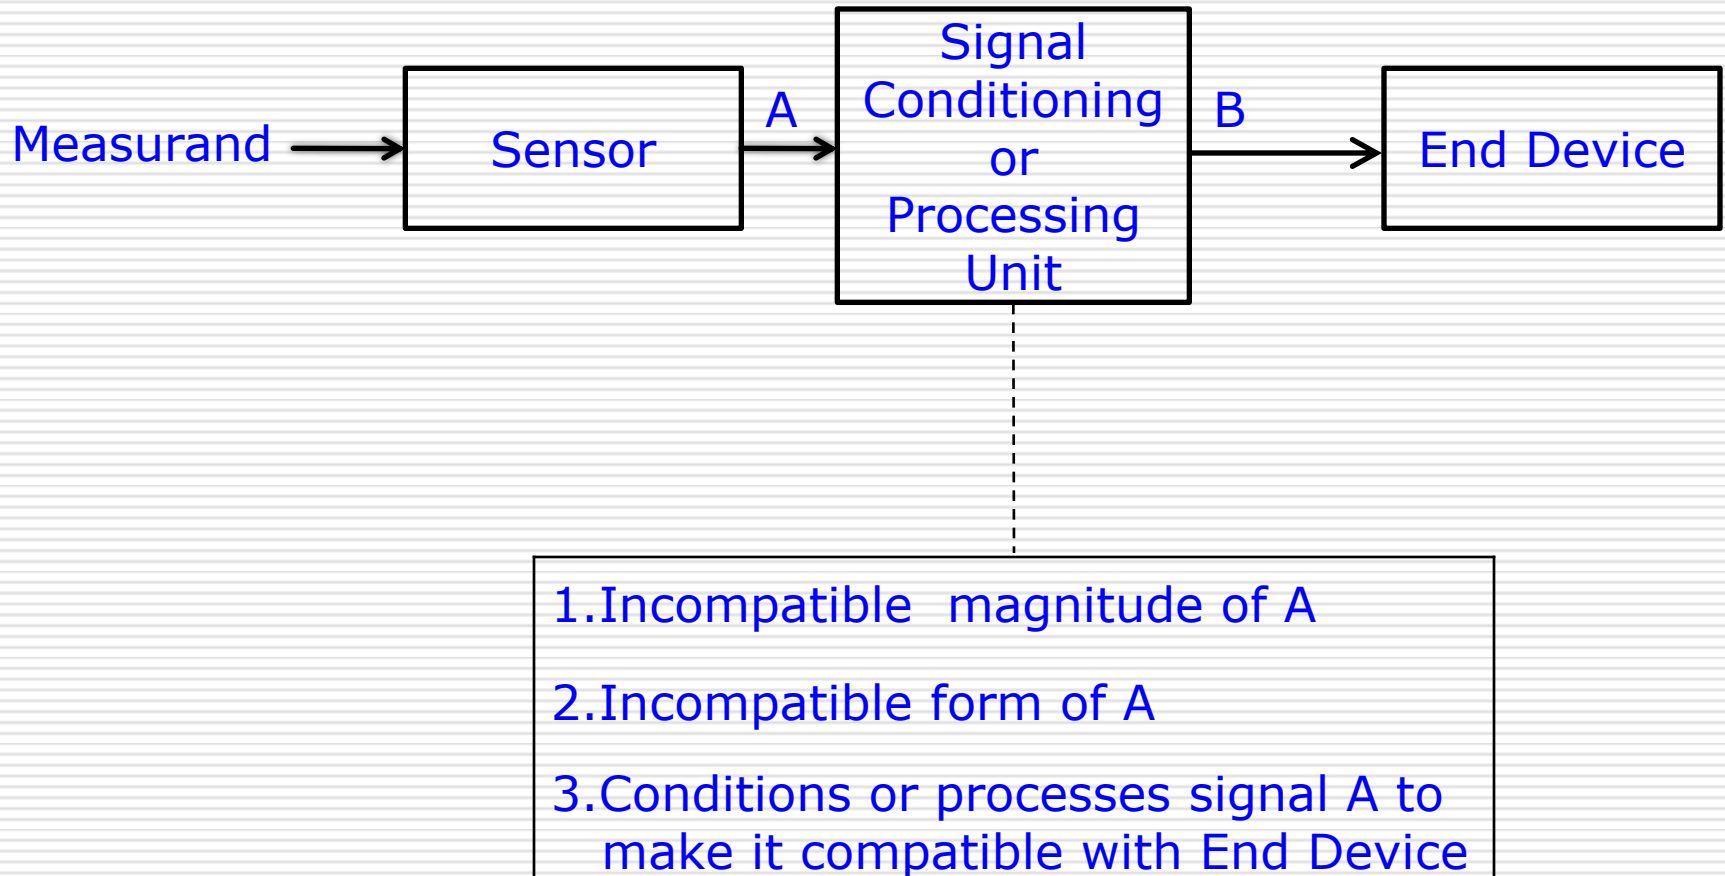 Measurand
Sensor
A
Signal
Conditioning
or
Processing
Unit
B
End Device
1.Incompatible  magnitude of A
2.Incompatible form of A
3.Conditions or processes signal A to
make it compatible with End Device